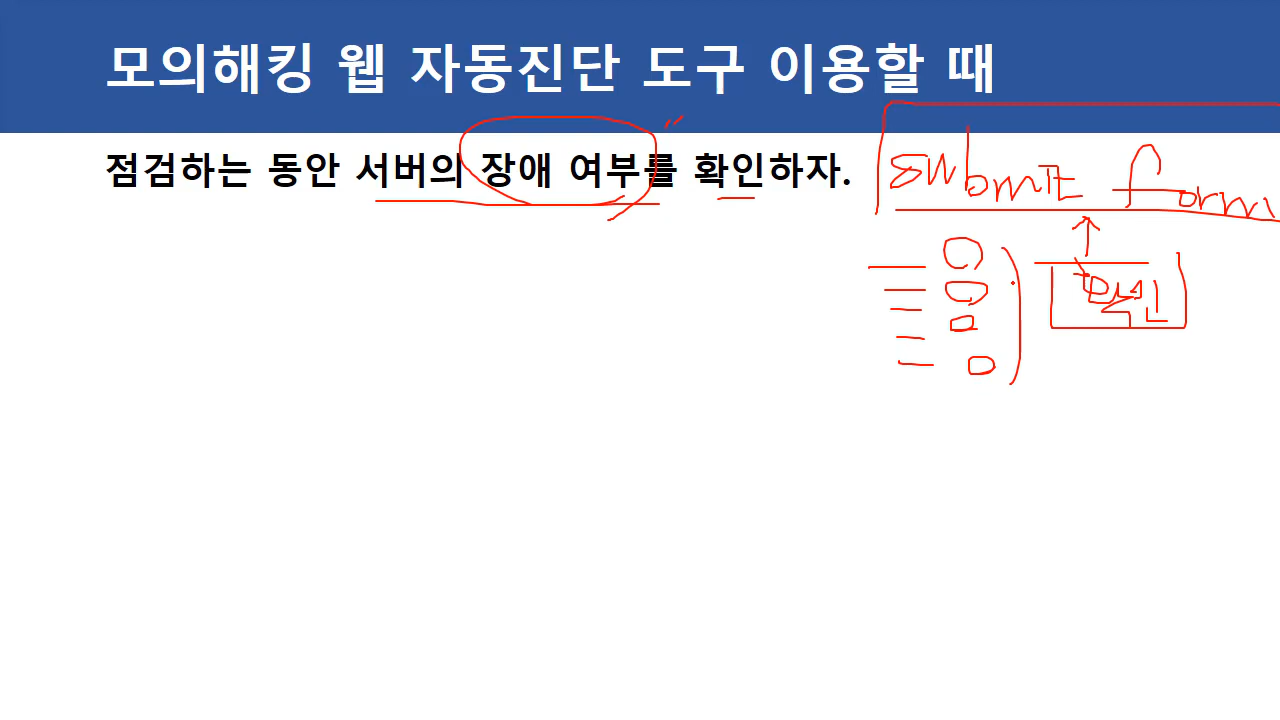 모의해킹 웹 자동진단 도구 이용할 때
점검하는 동안 서버의 장애 여부를 확인하자.
submit form